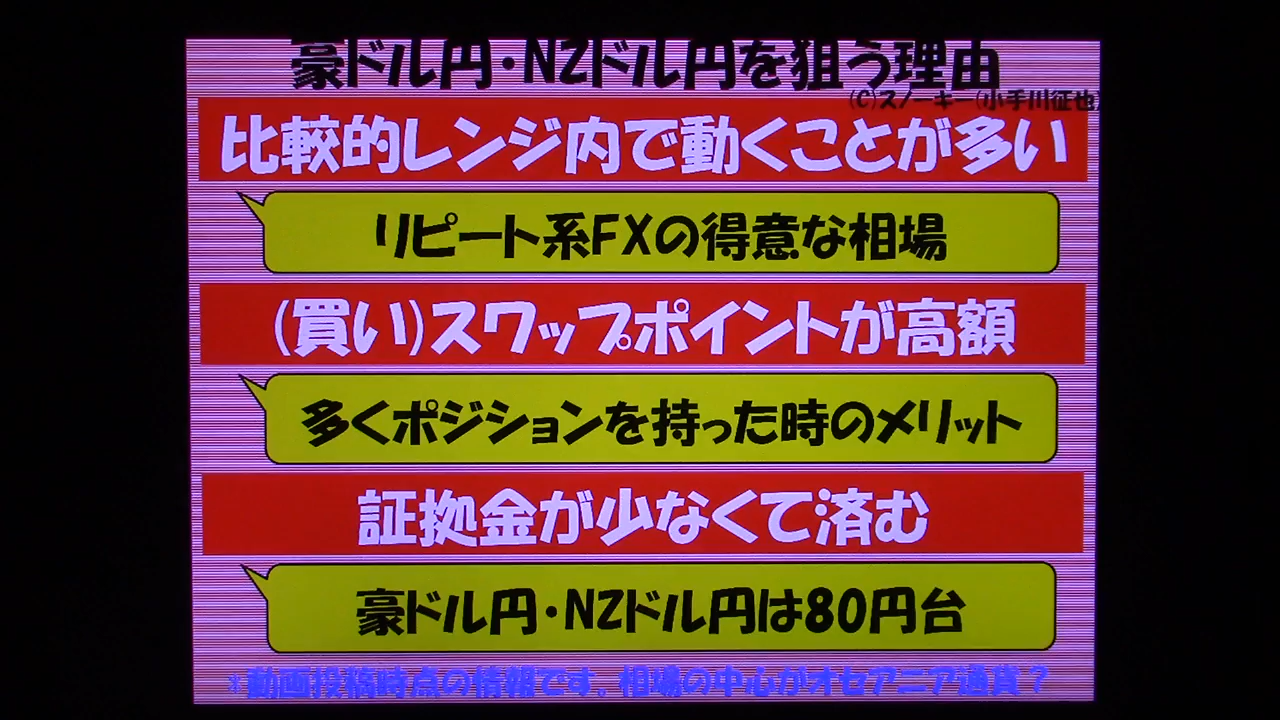 豪ドル円・NZドル円を狙う理由
(C)スノーキー(小手川征也)
比較的レンジ内で動くことが多い
リピート系FXの得意な相場
(買い)スワップポイントが高額
多くポジションを持った時のメリット
証拠金が少なくて済む
豪ドル円・NZドル円は80円台
*動画投稿時点の情報です。相場の中心がオセアニア通貨?